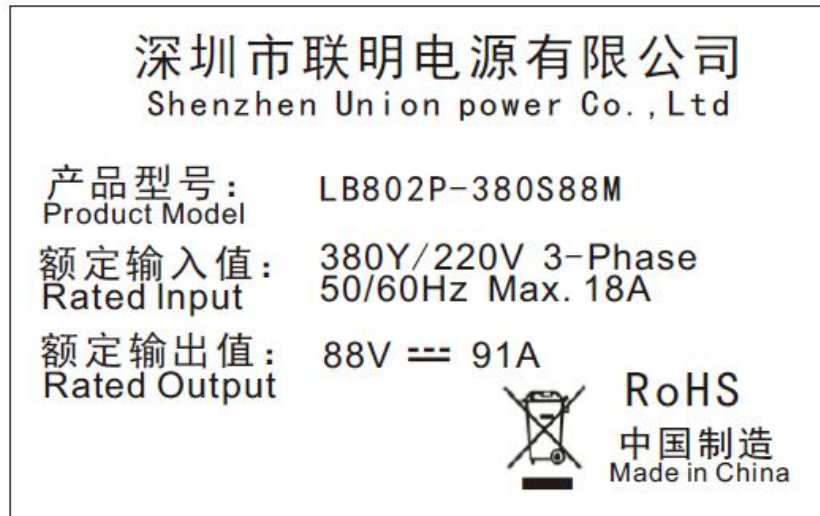 深圳市联明电源有限公司
Shenzhen Union power Co.,Ltd
产品型号: LB802P-380S88M
Product Model
额定输入值: 380Y/220V 3-Phase
Rated Input 50/60Hz Max. 18A
额定输出值: 88V ⎓ 91A
Rated Output
RoHS
中国制造
Made in China